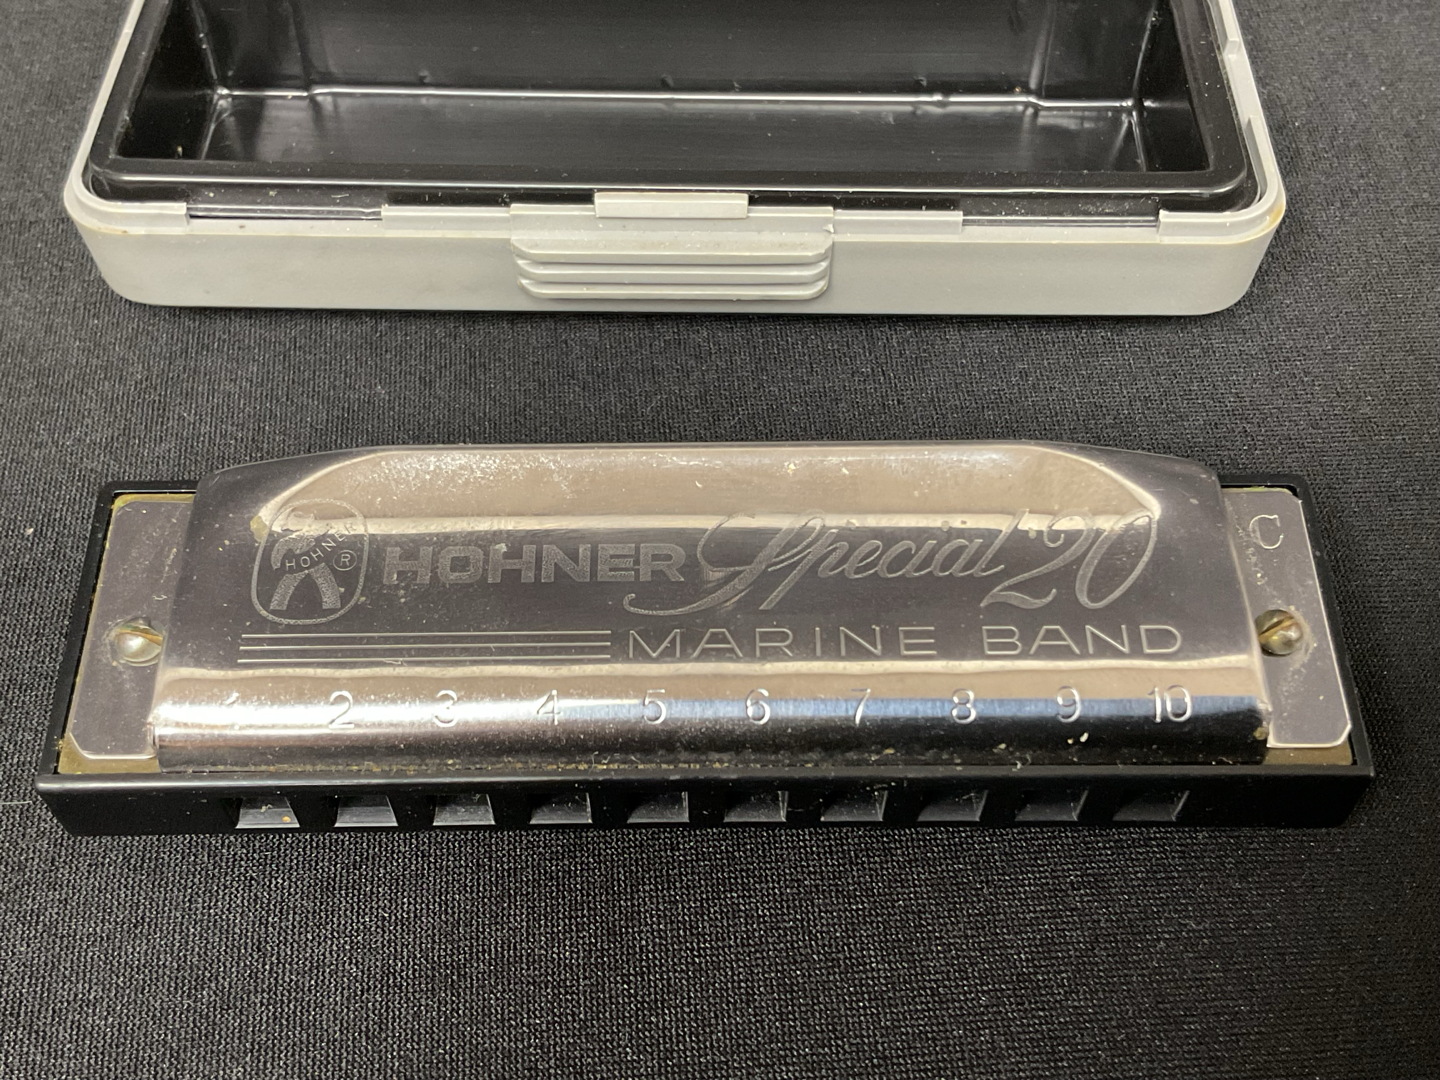 HOHNER ®
HOHNER Special 20
C
MARINE BAND
1 2 3 4 5 6 7 8 9 10